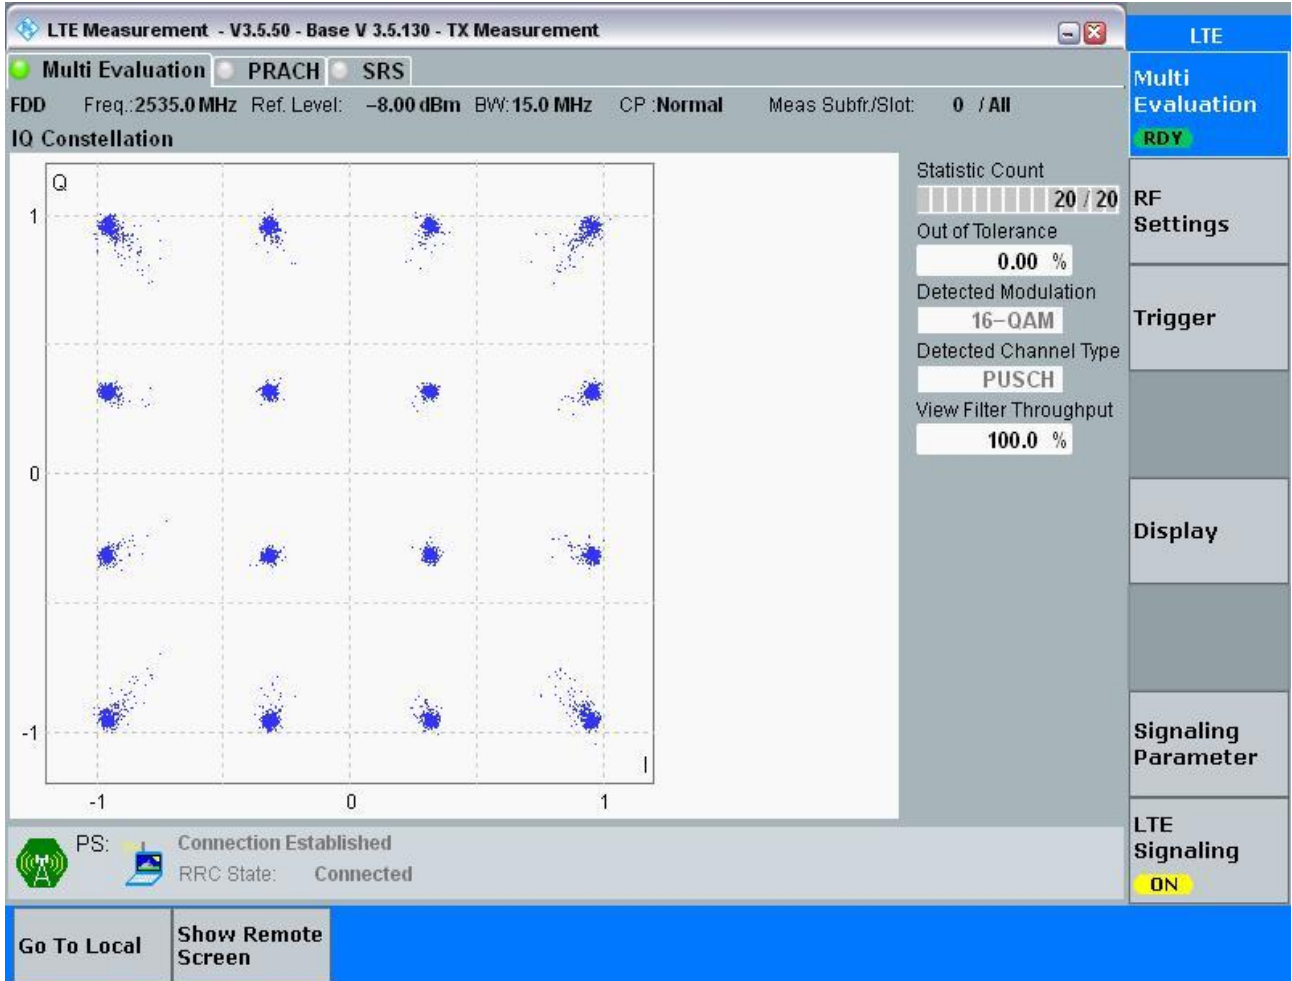 LTE Measurement - V3.5.50 - Base V 3.5.130 - TX Measurement
LTE
Multi Evaluation PRACH SRS
Multi
Evaluation
RDY
FDD Freq.:2535.0 MHz Ref. Level: −8.00 dBm BW:15.0 MHz CP :Normal Meas Subfr./Slot: 0 / All
IQ Constellation
Q
1
0
-1
I
-1 0 1
Statistic Count
20 / 20
Out of Tolerance
0.00 %
Detected Modulation
16−QAM
Detected Channel Type
PUSCH
View Filter Throughput
100.0 %
RF
Settings
Trigger
Display
Signaling
Parameter
LTE
Signaling
ON
PS: Connection Established
RRC State: Connected
Go To Local
Show Remote
Screen